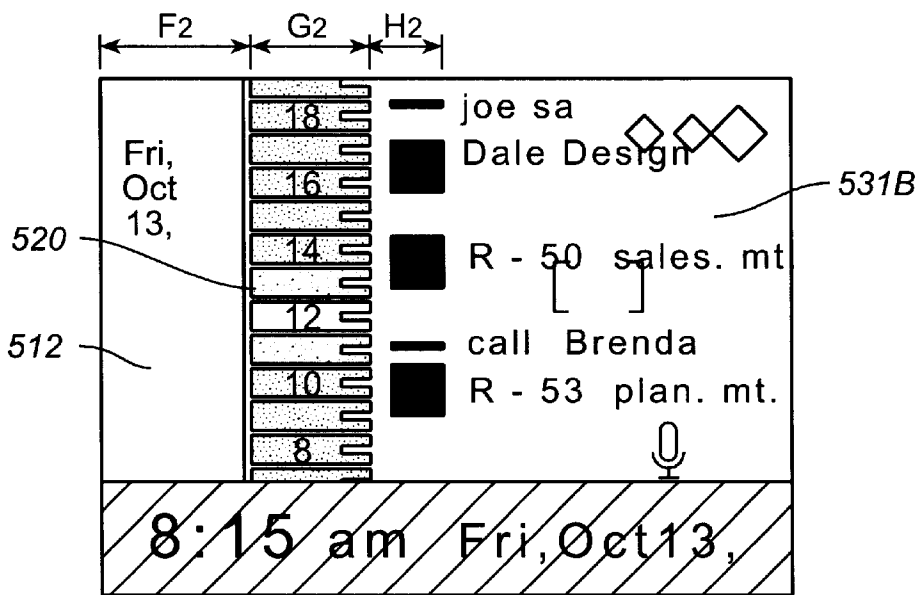 F2 G2 H2
18 joe sa
Fri, Dale Design
Oct 16
13,
531B
520 14 R - 50 sales. mt.
12
512 call Brenda
10 R - 53 plan. mt.
8
8:15 am Fri,Oct13,